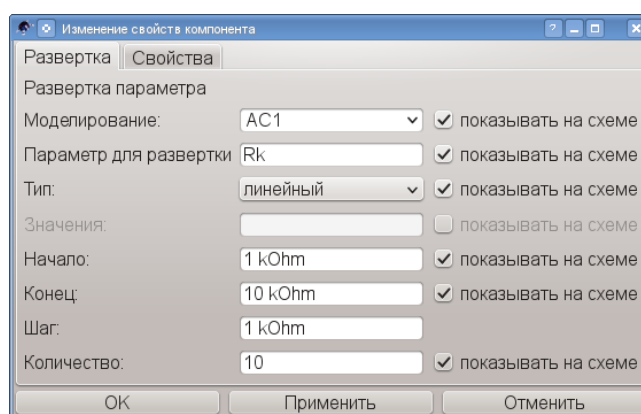 Изменение свойств компонента
Развертка Свойства
Развертка параметра
Моделирование: AC1 показывать на схеме
Параметр для развертки Rk показывать на схеме
Тип: линейный показывать на схеме
Значения: показывать на схеме
Начало: 1 kOhm показывать на схеме
Конец: 10 kOhm показывать на схеме
Шаг: 1 kOhm
Количество: 10 показывать на схеме
OK Применить Отменить